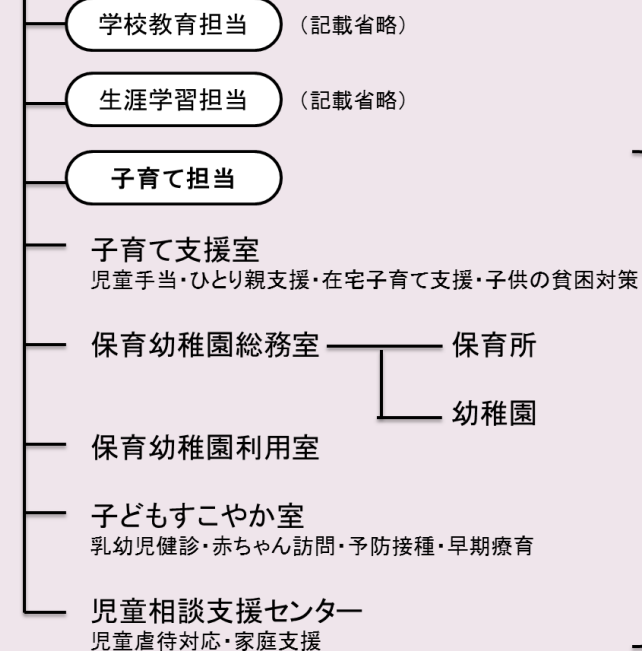 学校教育担当 （記載省略）
生涯学習担当 （記載省略）
子育て担当
子育て支援室
児童手当・ひとり親支援・在宅子育て支援・子供の貧困対策
保育幼稚園総務室 保育所
幼稚園
保育幼稚園利用室
子どもすこやか室
乳幼児健診・赤ちゃん訪問・予防接種・早期療育
児童相談支援センター
児童虐待対応・家庭支援